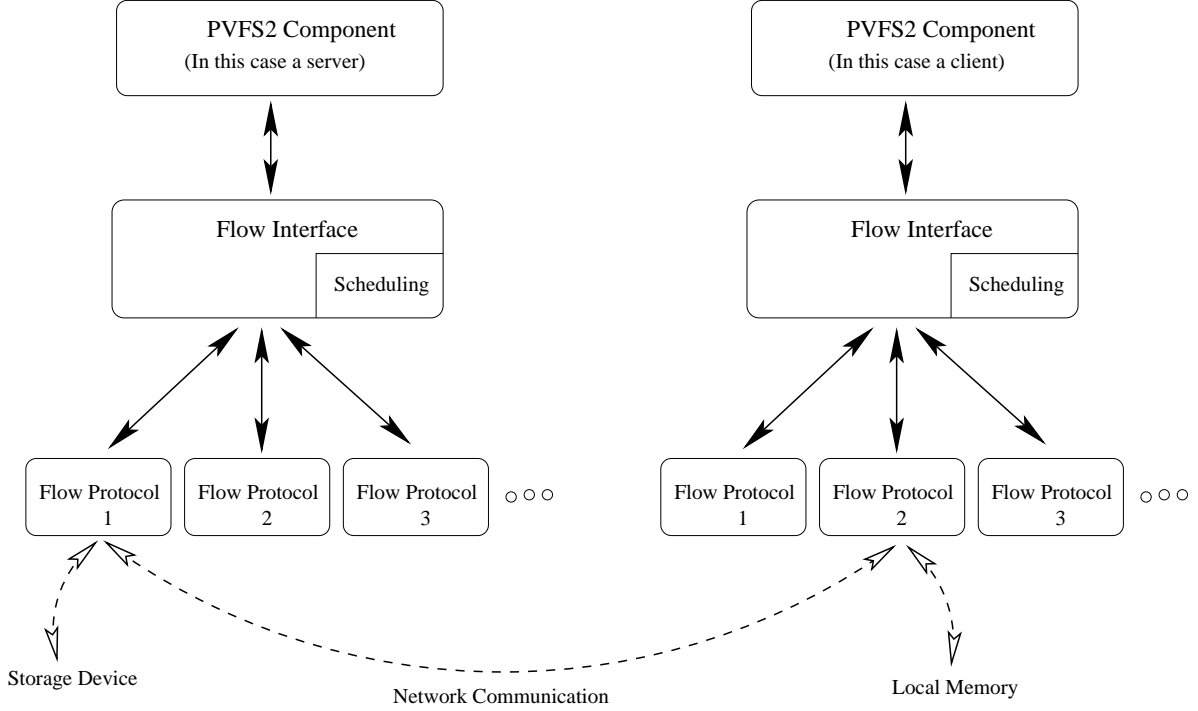 PVFS2 Component
(In this case a server)
PVFS2 Component
(In this case a client)
Flow Interface
Scheduling
Flow Interface
Scheduling
Flow Protocol
1
Flow Protocol
2
Flow Protocol
3
Flow Protocol
1
Flow Protocol
2
Flow Protocol
3
Storage Device
Network Communication
Local Memory